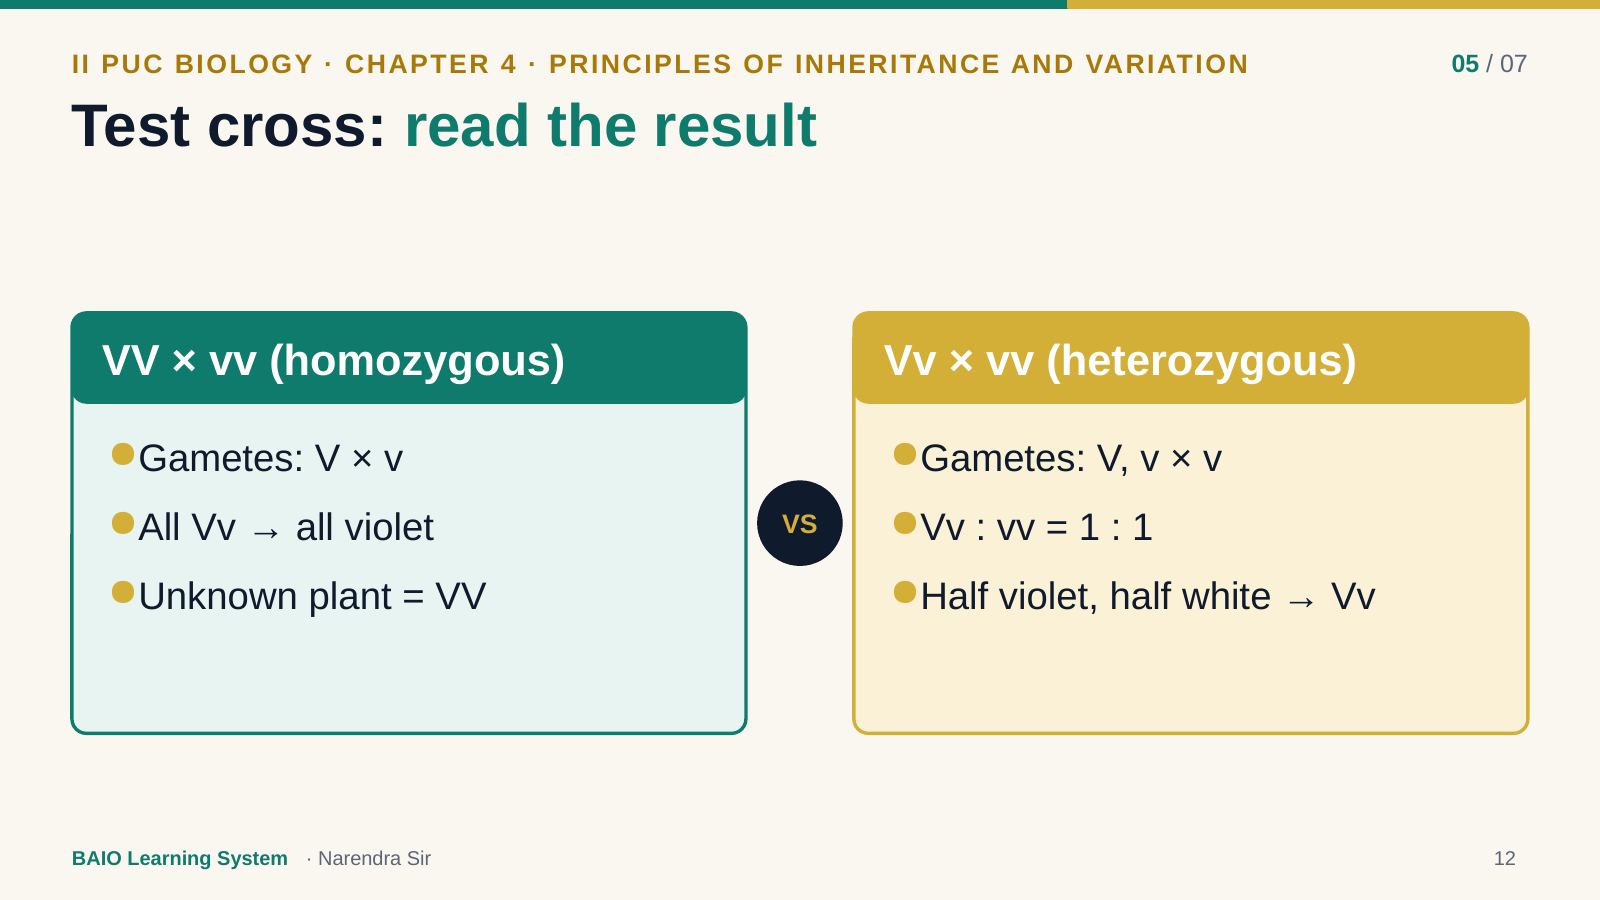 II PUC BIOLOGY · CHAPTER 4 · PRINCIPLES OF INHERITANCE AND VARIATION
05 / 07
Test cross: read the result
VV × vv (homozygous)
Gametes: V × v
All Vv → all violet
Unknown plant = VV
VS
Vv × vv (heterozygous)
Gametes: V, v × v
Vv : vv = 1 : 1
Half violet, half white → Vv
BAIO Learning System · Narendra Sir
12